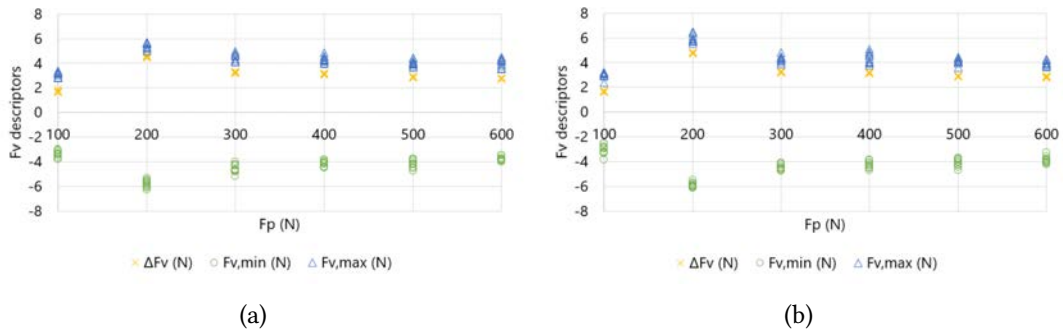 8
6
4
2
0
-2
-4
-6
-8
Fv descriptors
100 200 300 400 500 600
Fp (N)
ΔFv (N) Fv,min (N) Fv,max (N)
(a)
8
6
4
2
0
-2
-4
-6
-8
Fv descriptors
100 200 300 400 500 600
Fp (N)
ΔFv (N) Fv,min (N) Fv,max (N)
(b)